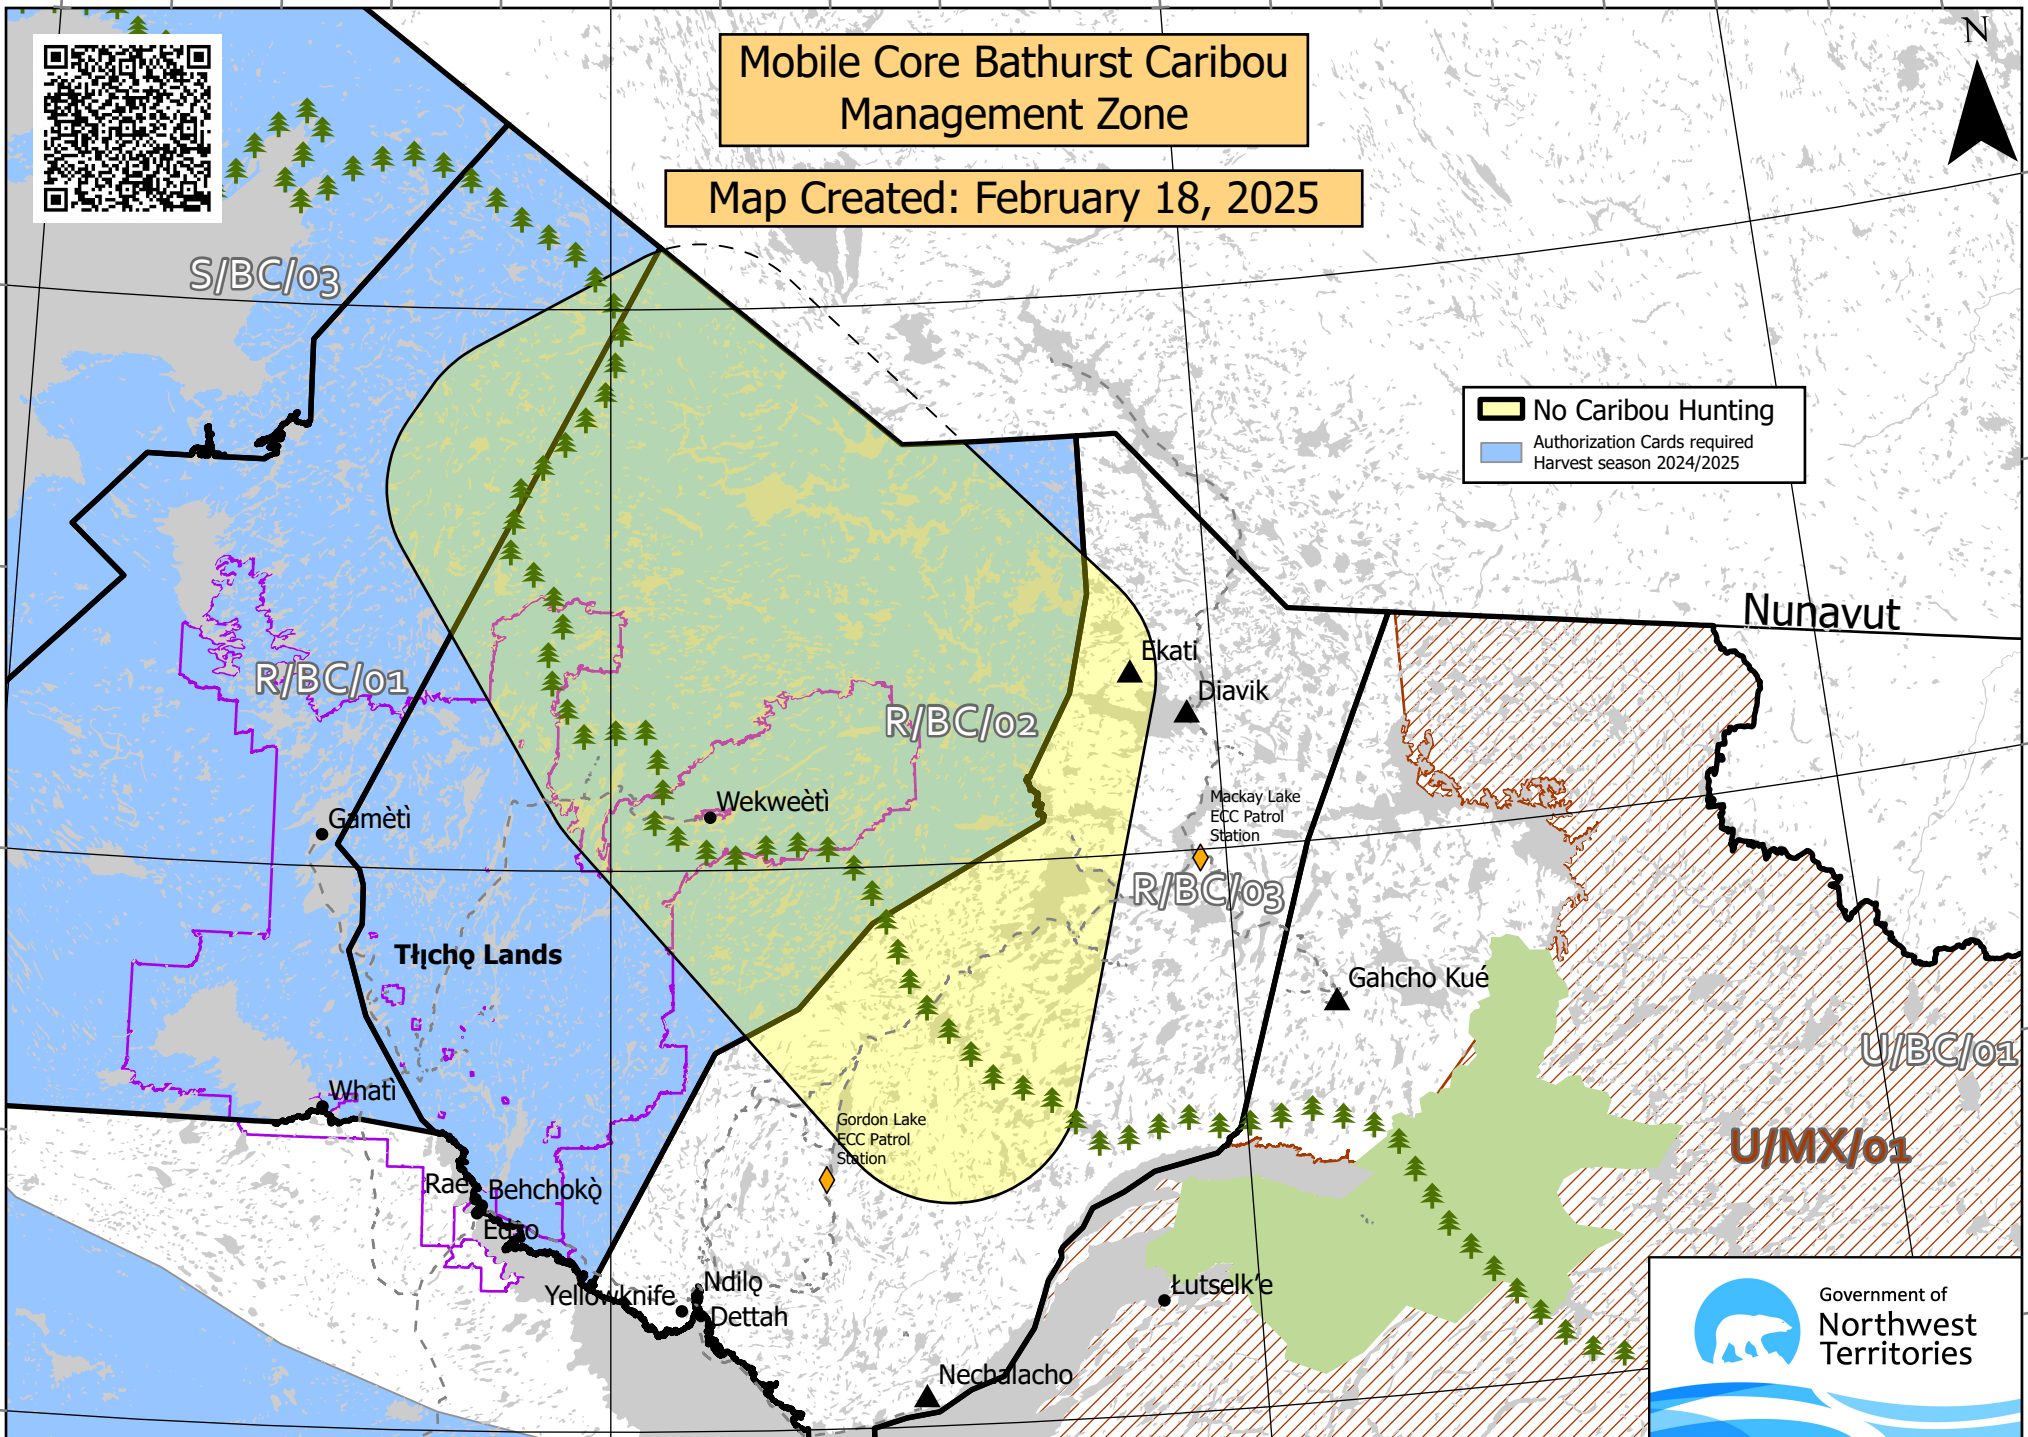 Mobile Core Bathurst Caribou
Management Zone
Map Created: February 18, 2025
N
S/BC/03
No Caribou Hunting
Authorization Cards required
Harvest season 2024/2025
Nunavut
Ekati
Diavik
R/BC/01
R/BC/02
Wekweètì
Gamètì
Mackay Lake
ECC Patrol
Station
R/BC/03
Tłı̨chǫ Lands
Gahcho Kué
U/BC/01
Whatì
Gordon Lake
ECC Patrol
Station
U/MX/01
Rae
Behchokǫ̀
Edzo
Yellowknife
Ndilǫ
Dettah
Łutselk'e
Nechalacho
Government of
Northwest
Territories